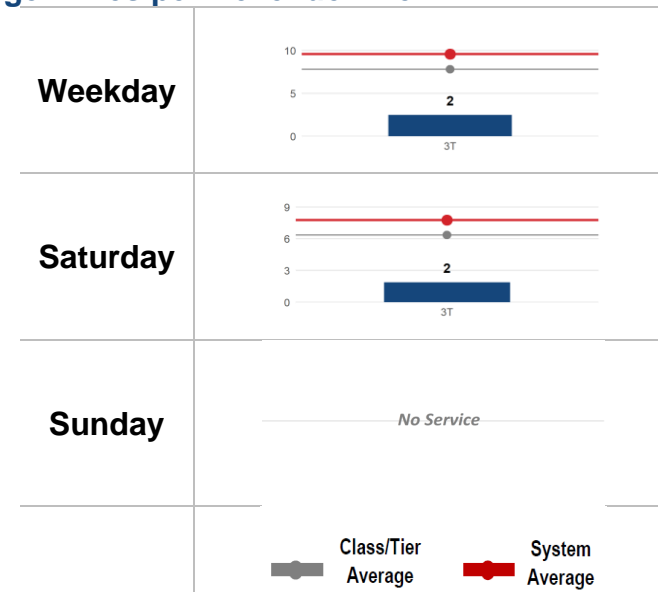 Weekday
10
5
0
2
3T
Saturday
9
6
3
0
2
3T
Sunday
No Service
Class/Tier
Average
System
Average